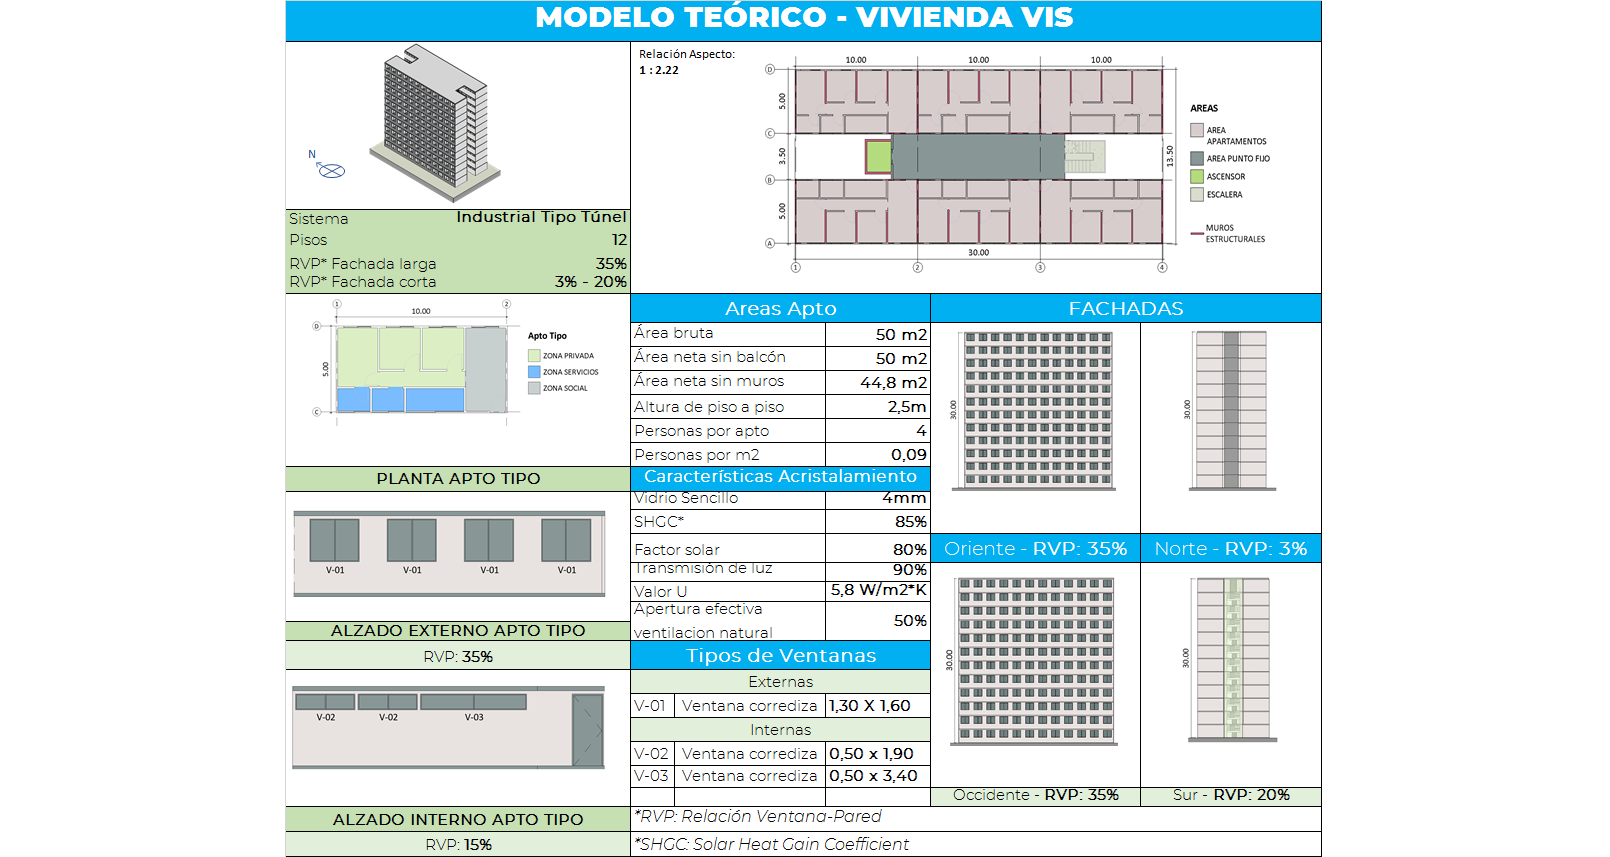 MODELO TEÓRICO - VIVIENDA VIS
N
Sistema Industrial Tipo Túnel
Pisos 12
RVP* Fachada larga 35%
RVP* Fachada corta 3% - 20%
Relación Aspecto:
1 : 2.22
10.00 10.00 10.00
D
5.00
C
3.50
13.50
B
5.00
A
30.00
1 2 3 4
AREAS
AREA
APARTAMENTOS
AREA PUNTO FIJO
ASCENSOR
ESCALERA
MUROS
ESTRUCTURALES
1 2
10.00
D
5.00
C
Apto Tipo
ZONA PRIVADA
ZONA SERVICIOS
ZONA SOCIAL
PLANTA APTO TIPO
V-01 V-01 V-01 V-01
ALZADO EXTERNO APTO TIPO
RVP: 35%
V-02 V-02 V-03
ALZADO INTERNO APTO TIPO
RVP: 15%
Areas Apto
Área bruta 50 m2
Área neta sin balcón 50 m2
Área neta sin muros 44,8 m2
Altura de piso a piso 2,5m
Personas por apto 4
Personas por m2 0,09
Características Acristalamiento
Vidrio Sencillo 4mm
SHGC* 85%
Factor solar 80%
Transmisión de luz 90%
Valor U 5,8 W/m2*K
Apertura efectiva
ventilacion natural 50%
Tipos de Ventanas
Externas
V-01 Ventana corrediza 1,30 X 1,60
Internas
V-02 Ventana corrediza 0,50 x 1,90
V-03 Ventana corrediza 0,50 x 3,40
FACHADAS
30.00
30.00
Oriente - RVP: 35% Norte - RVP: 3%
30.00
30.00
Occidente - RVP: 35% Sur - RVP: 20%
*RVP: Relación Ventana-Pared
*SHGC: Solar Heat Gain Coefficient